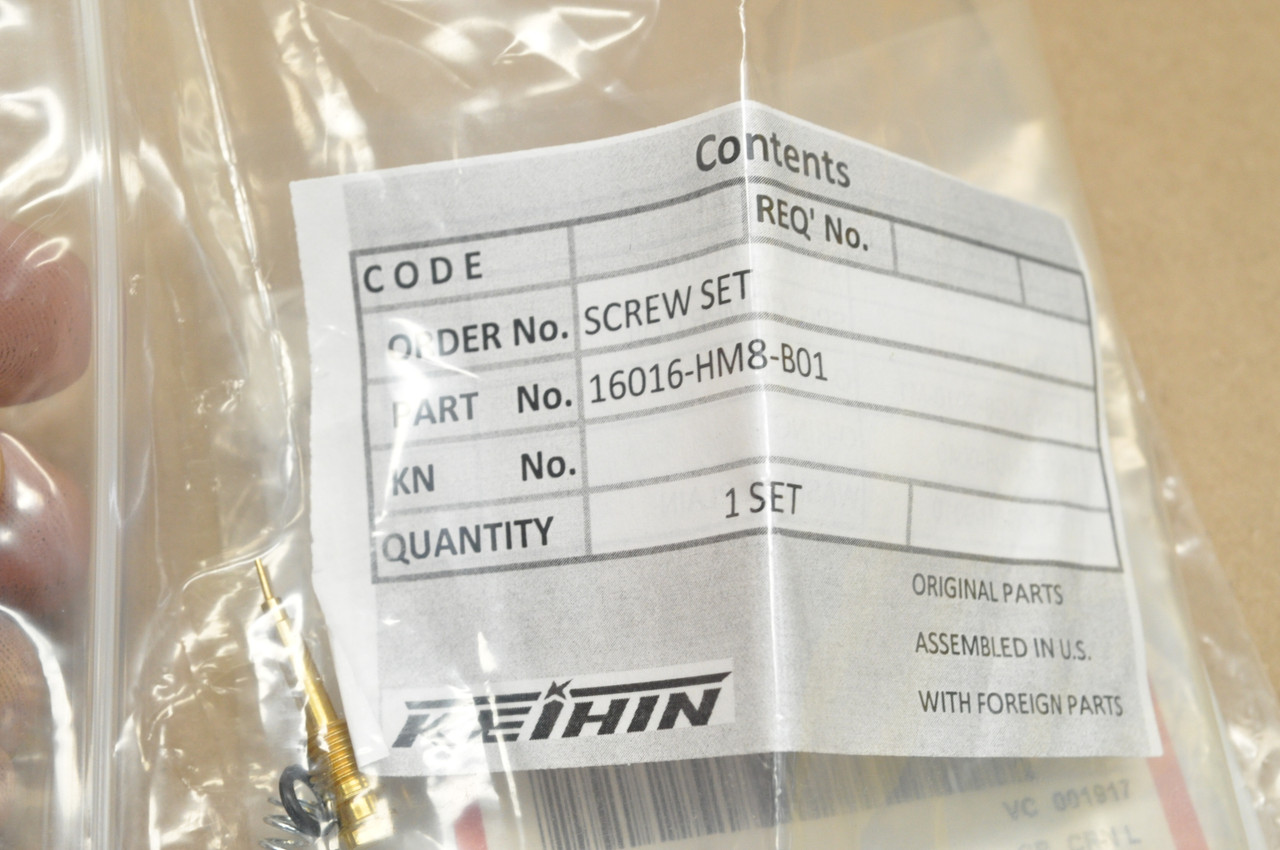 Contents
CODE REQ' No.
ORDER No. SCREW SET
PART No. 16016-HM8-B01
KN No.
QUANTITY 1 SET
ORIGINAL PARTS
ASSEMBLED IN U.S.
WITH FOREIGN PARTS
KEIHIN
VC 001917